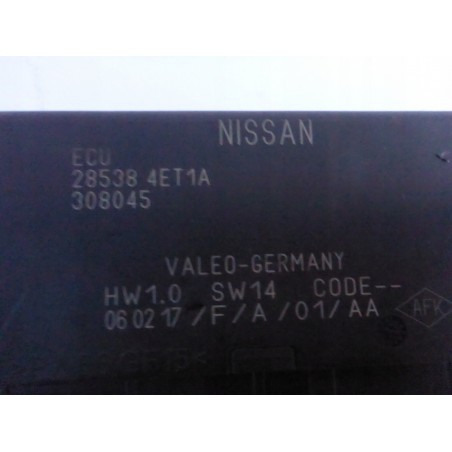 NISSAN
ECU
28538 4ET1A
308045
VALEO-GERMANY
HW1.0 SW14 CODE--
06 02 17/F/A/01/AA
AFK